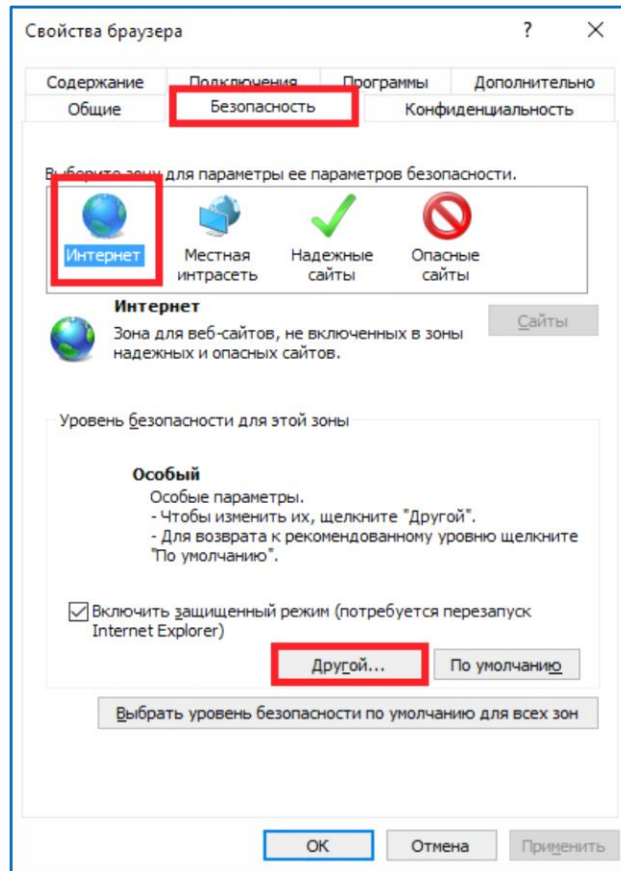 Свойства браузера
Содержание Подключения Программы Дополнительно
Общие Безопасность Конфиденциальность
Выберите зону для параметры ее параметров безопасности.
Интернет
Местная
интрасеть
Надежные
сайты
Опасные
сайты
Интернет
Зона для веб-сайтов, не включенных в зоны
надежных и опасных сайтов.
Сайты
Уровень безопасности для этой зоны
Особый
Особые параметры.
- Чтобы изменить их, щелкните "Другой".
- Для возврата к рекомендованному уровню щелкните
"По умолчанию".
Включить защищенный режим (потребуется перезапуск
Internet Explorer)
Другой... По умолчанию
Выбрать уровень безопасности по умолчанию для всех зон
ОК Отмена Применить